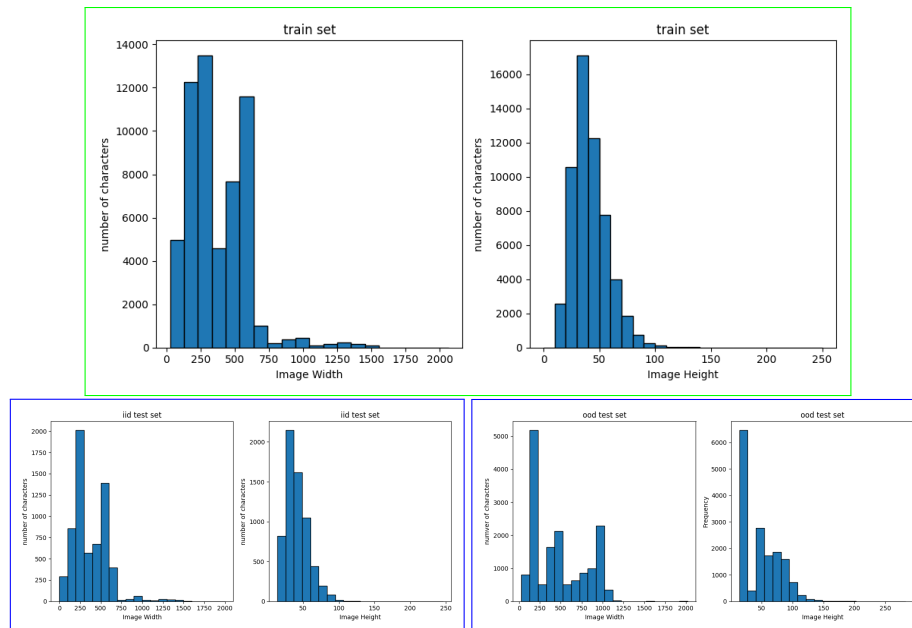 train set
14000
12000
10000
8000
6000
4000
2000
0
number of characters
0 250 500 750 1000 1250 1500 1750 2000
Image Width
train set
16000
14000
12000
10000
8000
6000
4000
2000
0
number of characters
0 50 100 150 200 250
Image Height
iid test set
2000
1750
1500
1250
1000
750
500
250
0
number of characters
0 250 500 750 1000 1250 1500 1750 2000
Image Width
iid test set
2000
1500
1000
500
0
number of characters
50 100 150 200 250
Image Height
ood test set
5000
4000
3000
2000
1000
0
numver of characters
0 250 500 750 1000 1250 1500 1750 2000
Image Width
ood test set
6000
5000
4000
3000
2000
1000
0
Frequency
50 100 150 200 250
Image Height